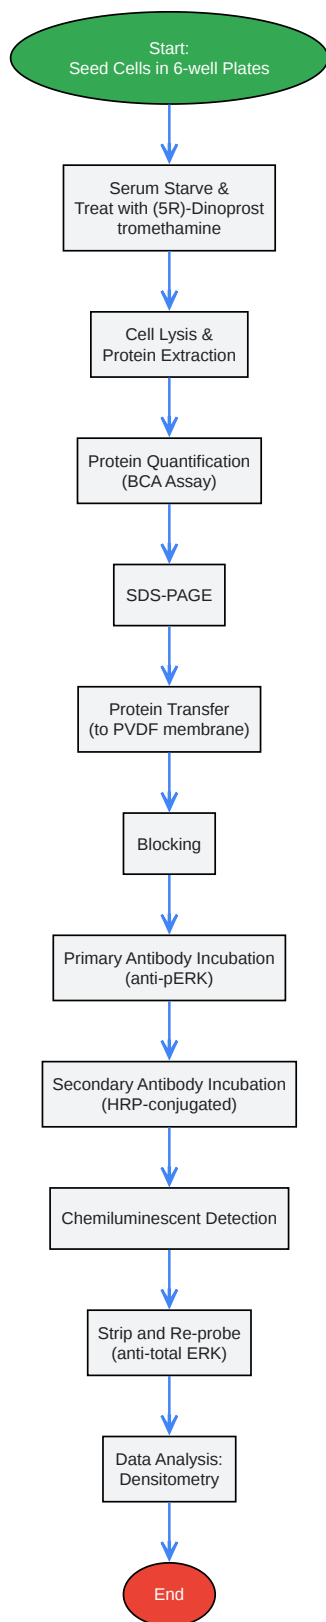 Start:
Seed Cells in 6-well Plates
Serum Starve &
Treat with (5R)-Dinoprost
tromethamine
Cell Lysis &
Protein Extraction
Protein Quantification
(BCA Assay)
SDS-PAGE
Protein Transfer
(to PVDF membrane)
Blocking
Primary Antibody Incubation
(anti-pERK)
Secondary Antibody Incubation
(HRP-conjugated)
Chemiluminescent Detection
Strip and Re-probe
(anti-total ERK)
Data Analysis:
Densitometry
End